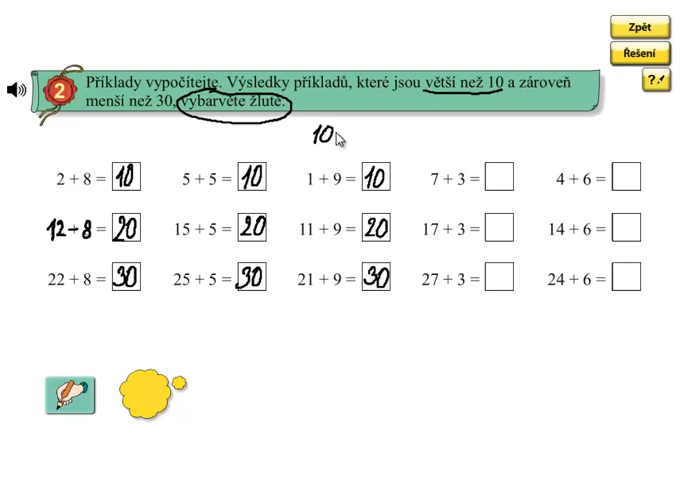 Zpět
Řešení
?
2
Příklady vypočítejte. Výsledky příkladů, které jsou větší než 10 a zároveň
menší než 30, vybarvěte žlutě.
10
2 + 8 = 10 5 + 5 = 10 1 + 9 = 10 7 + 3 = 4 + 6 =
12 + 8 = 20 15 + 5 = 20 11 + 9 = 20 17 + 3 = 14 + 6 =
22 + 8 = 30 25 + 5 = 30 21 + 9 = 30 27 + 3 = 24 + 6 =